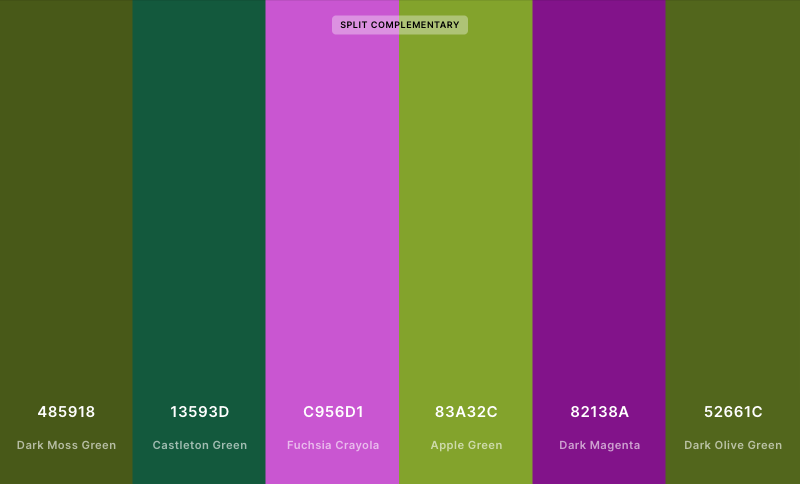 SPLIT COMPLEMENTARY
485918
13593D
C956D1
83A32C
82138A
52661C
Dark Moss Green
Castleton Green
Fuchsia Crayola
Apple Green
Dark Magenta
Dark Olive Green